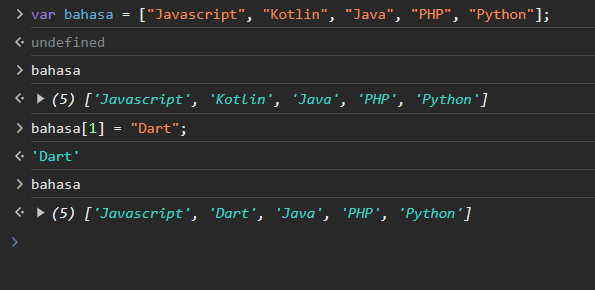 > var bahasa = ["Javascript", "Kotlin", "Java", "PHP", "Python"];
undefined
> bahasa
(5) ['Javascript', 'Kotlin', 'Java', 'PHP', 'Python']
> bahasa[1] = "Dart";
'Dart'
> bahasa
(5) ['Javascript', 'Dart', 'Java', 'PHP', 'Python']
>